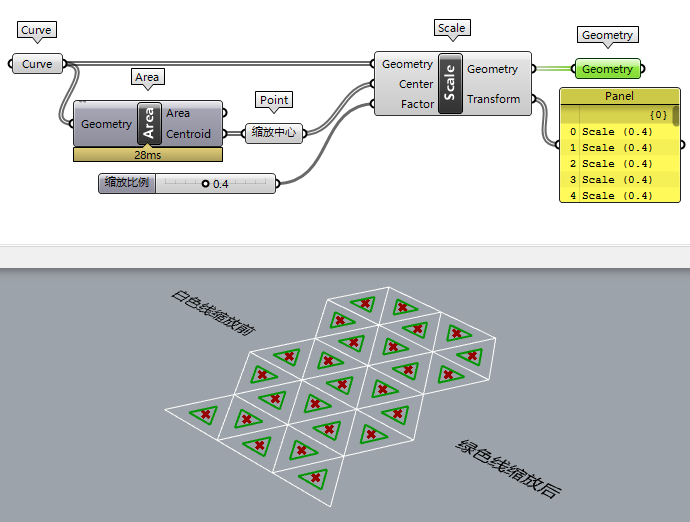 Curve
Curve
Area
Geometry
Area
Area
Centroid
28ms
Point
缩放中心
缩放比例
0.4
Scale
Geometry
Center
Factor
Scale
Geometry
Transform
Geometry
Geometry
Panel
{0}
0 Scale (0.4)
1 Scale (0.4)
2 Scale (0.4)
3 Scale (0.4)
4 Scale (0.4)
白色线缩放前
绿色线缩放后